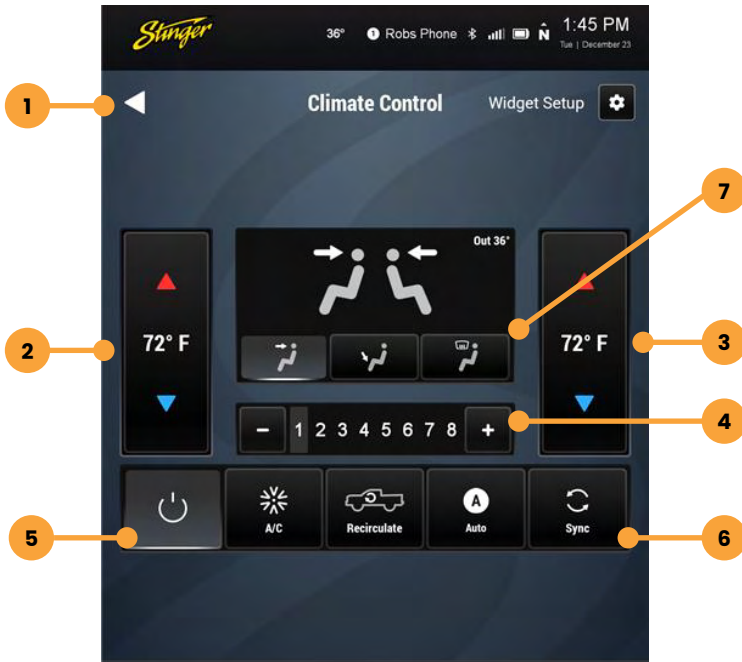 Stinger
36° 1 Robs Phone N̂ 1:45 PM
Tue | December 23
1
Climate Control Widget Setup
7
Out 36°
2
72° F
72° F
3
4
- 1 2 3 4 5 6 7 8 +
5
A/C
Recirculate
A
Auto
Sync
6